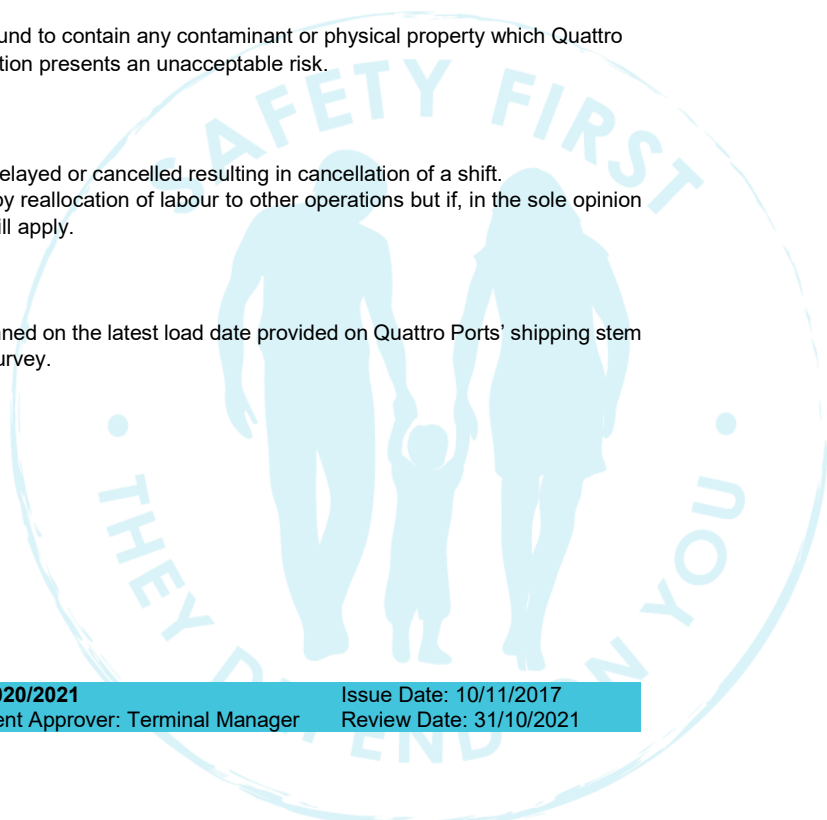 SAFETY FIRST
und to contain any contaminant or physical property which Quattro
tion presents an unacceptable risk.
elayed or cancelled resulting in cancellation of a shift.
by reallocation of labour to other operations but if, in the sole opinion
ill apply.
nned on the latest load date provided on Quattro Ports’ shipping stem
urvey.
THEY DEPEND ON YOU
020/2021 Issue Date: 10/11/2017
ent Approver: Terminal Manager Review Date: 31/10/2021